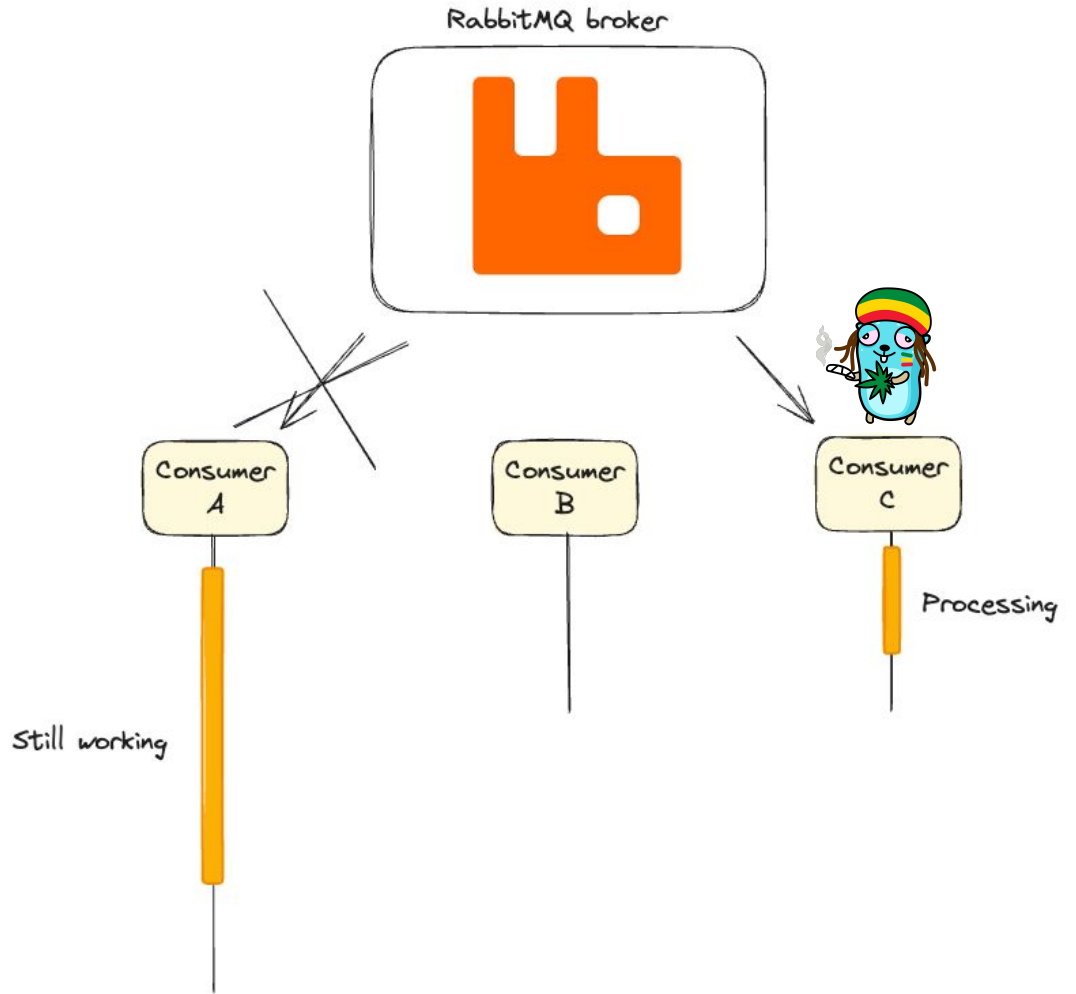 RabbitMQ broker
Consumer
A
Consumer
B
Consumer
C
Processing
Still working